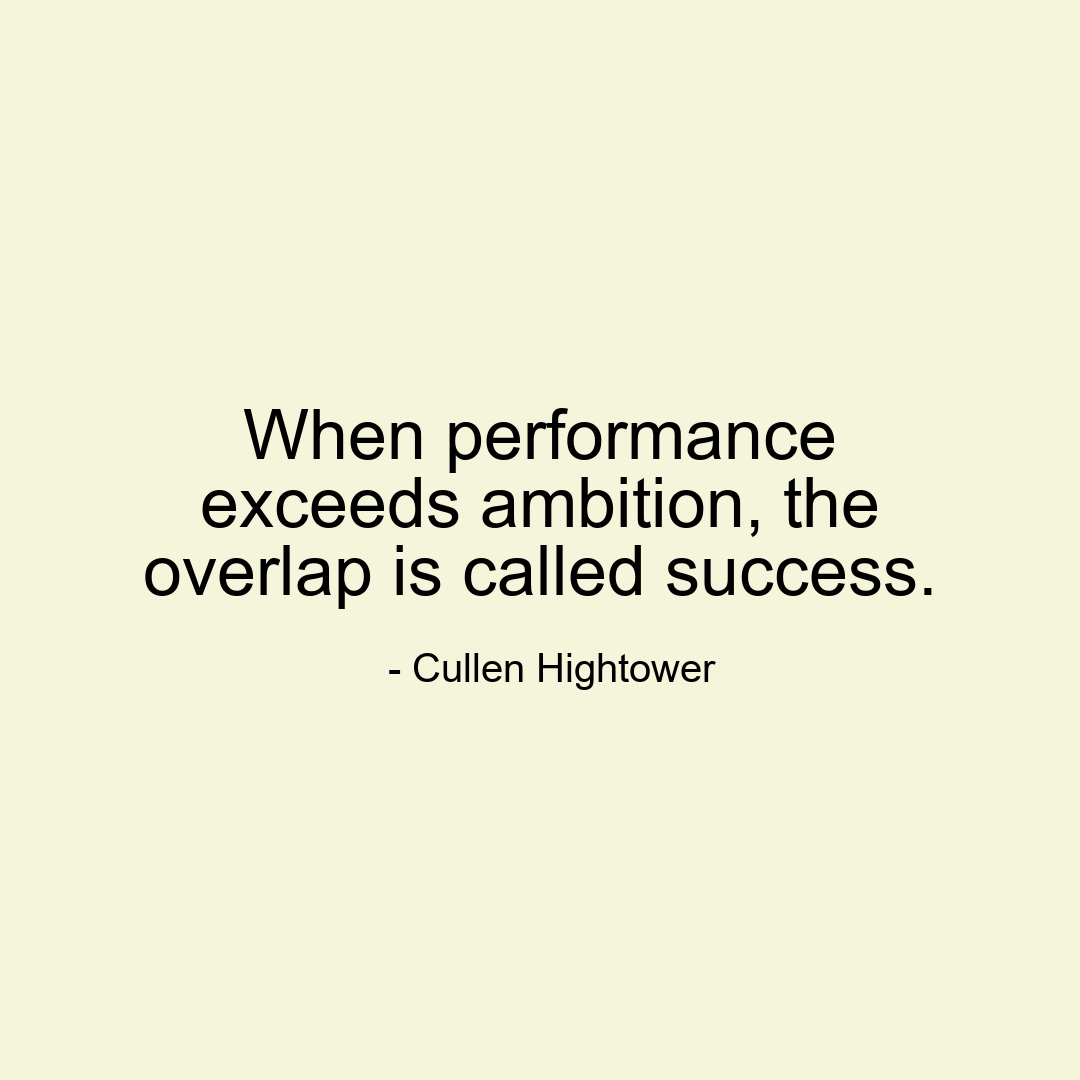 When performance
exceeds ambition, the
overlap is called success.
- Cullen Hightower